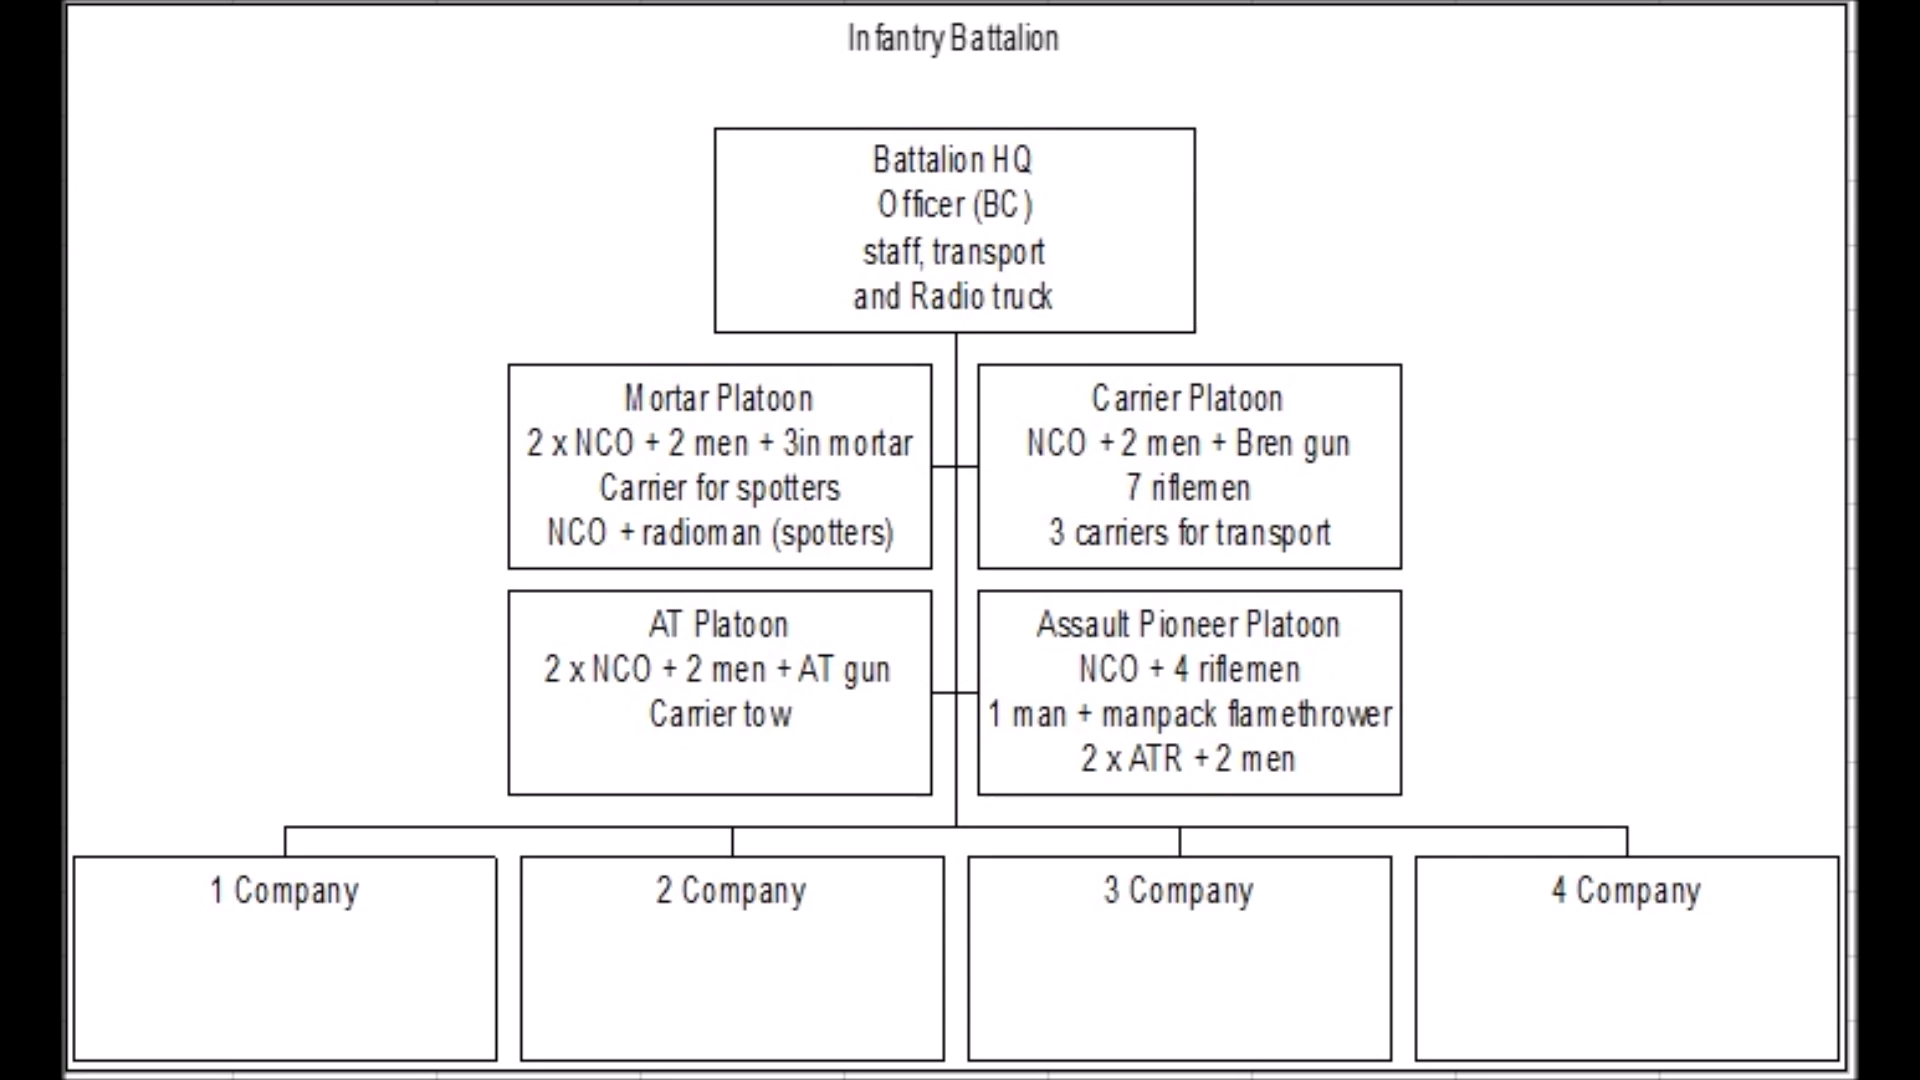 Infantry Battalion
Battalion HQ
Officer (BC)
staff, transport
and Radio truck
Mortar Platoon
2 x NCO + 2 men + 3in mortar
Carrier for spotters
NCO + radioman (spotters)
Carrier Platoon
NCO + 2 men + Bren gun
7 riflemen
3 carriers for transport
AT Platoon
2 x NCO + 2 men + AT gun
Carrier tow
Assault Pioneer Platoon
NCO + 4 riflemen
1 man + manpack flamethrower
2 x ATR + 2 men
1 Company
2 Company
3 Company
4 Company